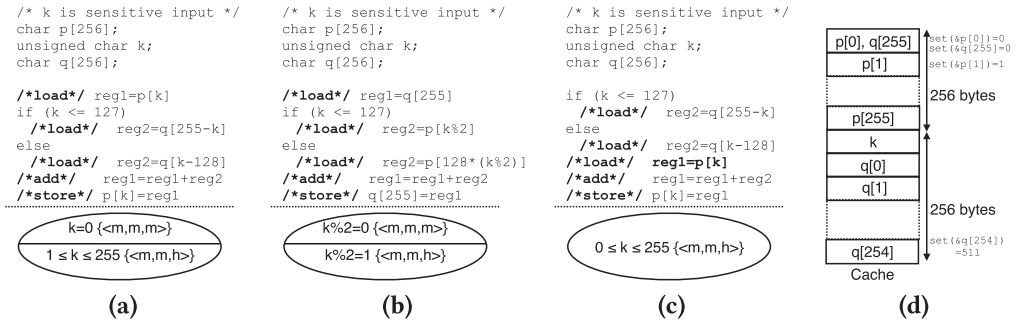 /* k is sensitive input */
char p[256];
unsigned char k;
char q[256];
/*load*/ reg1=p[k]
if (k <= 127)
/*load*/ reg2=q[255-k]
else
/*load*/ reg2=q[k-128]
/*add*/ reg1=reg1+reg2
/*store*/ p[k]=reg1
k=0 {<m,m,m>}
1 ≤ k ≤ 255 {<m,m,h>}
(a)
/* k is sensitive input */
char p[256];
unsigned char k;
char q[256];
/*load*/ reg1=q[255]
if (k <= 127)
/*load*/ reg2=p[k%2]
else
/*load*/ reg2=p[128*(k%2)]
/*add*/ reg1=reg1+reg2
/*store*/ q[255]=reg1
k%2=0 {<m,m,m>}
k%2=1 {<m,m,h>}
(b)
/* k is sensitive input */
char p[256];
unsigned char k;
char q[256];
if (k <= 127)
/*load*/ reg2=q[255-k]
else
/*load*/ reg2=q[k-128]
/*load*/ reg1=p[k]
/*add*/ reg1=reg1+reg2
/*store*/ p[k]=reg1
0 ≤ k ≤ 255 {<m,m,h>}
(c)
p[0], q[255]
p[1]
p[255]
k
q[0]
q[1]
q[254]
Cache
set(&p[0])=0
set(&q[255]=0
set(&p[1])=1
256 bytes
256 bytes
set(&q[254])
=511
(d)